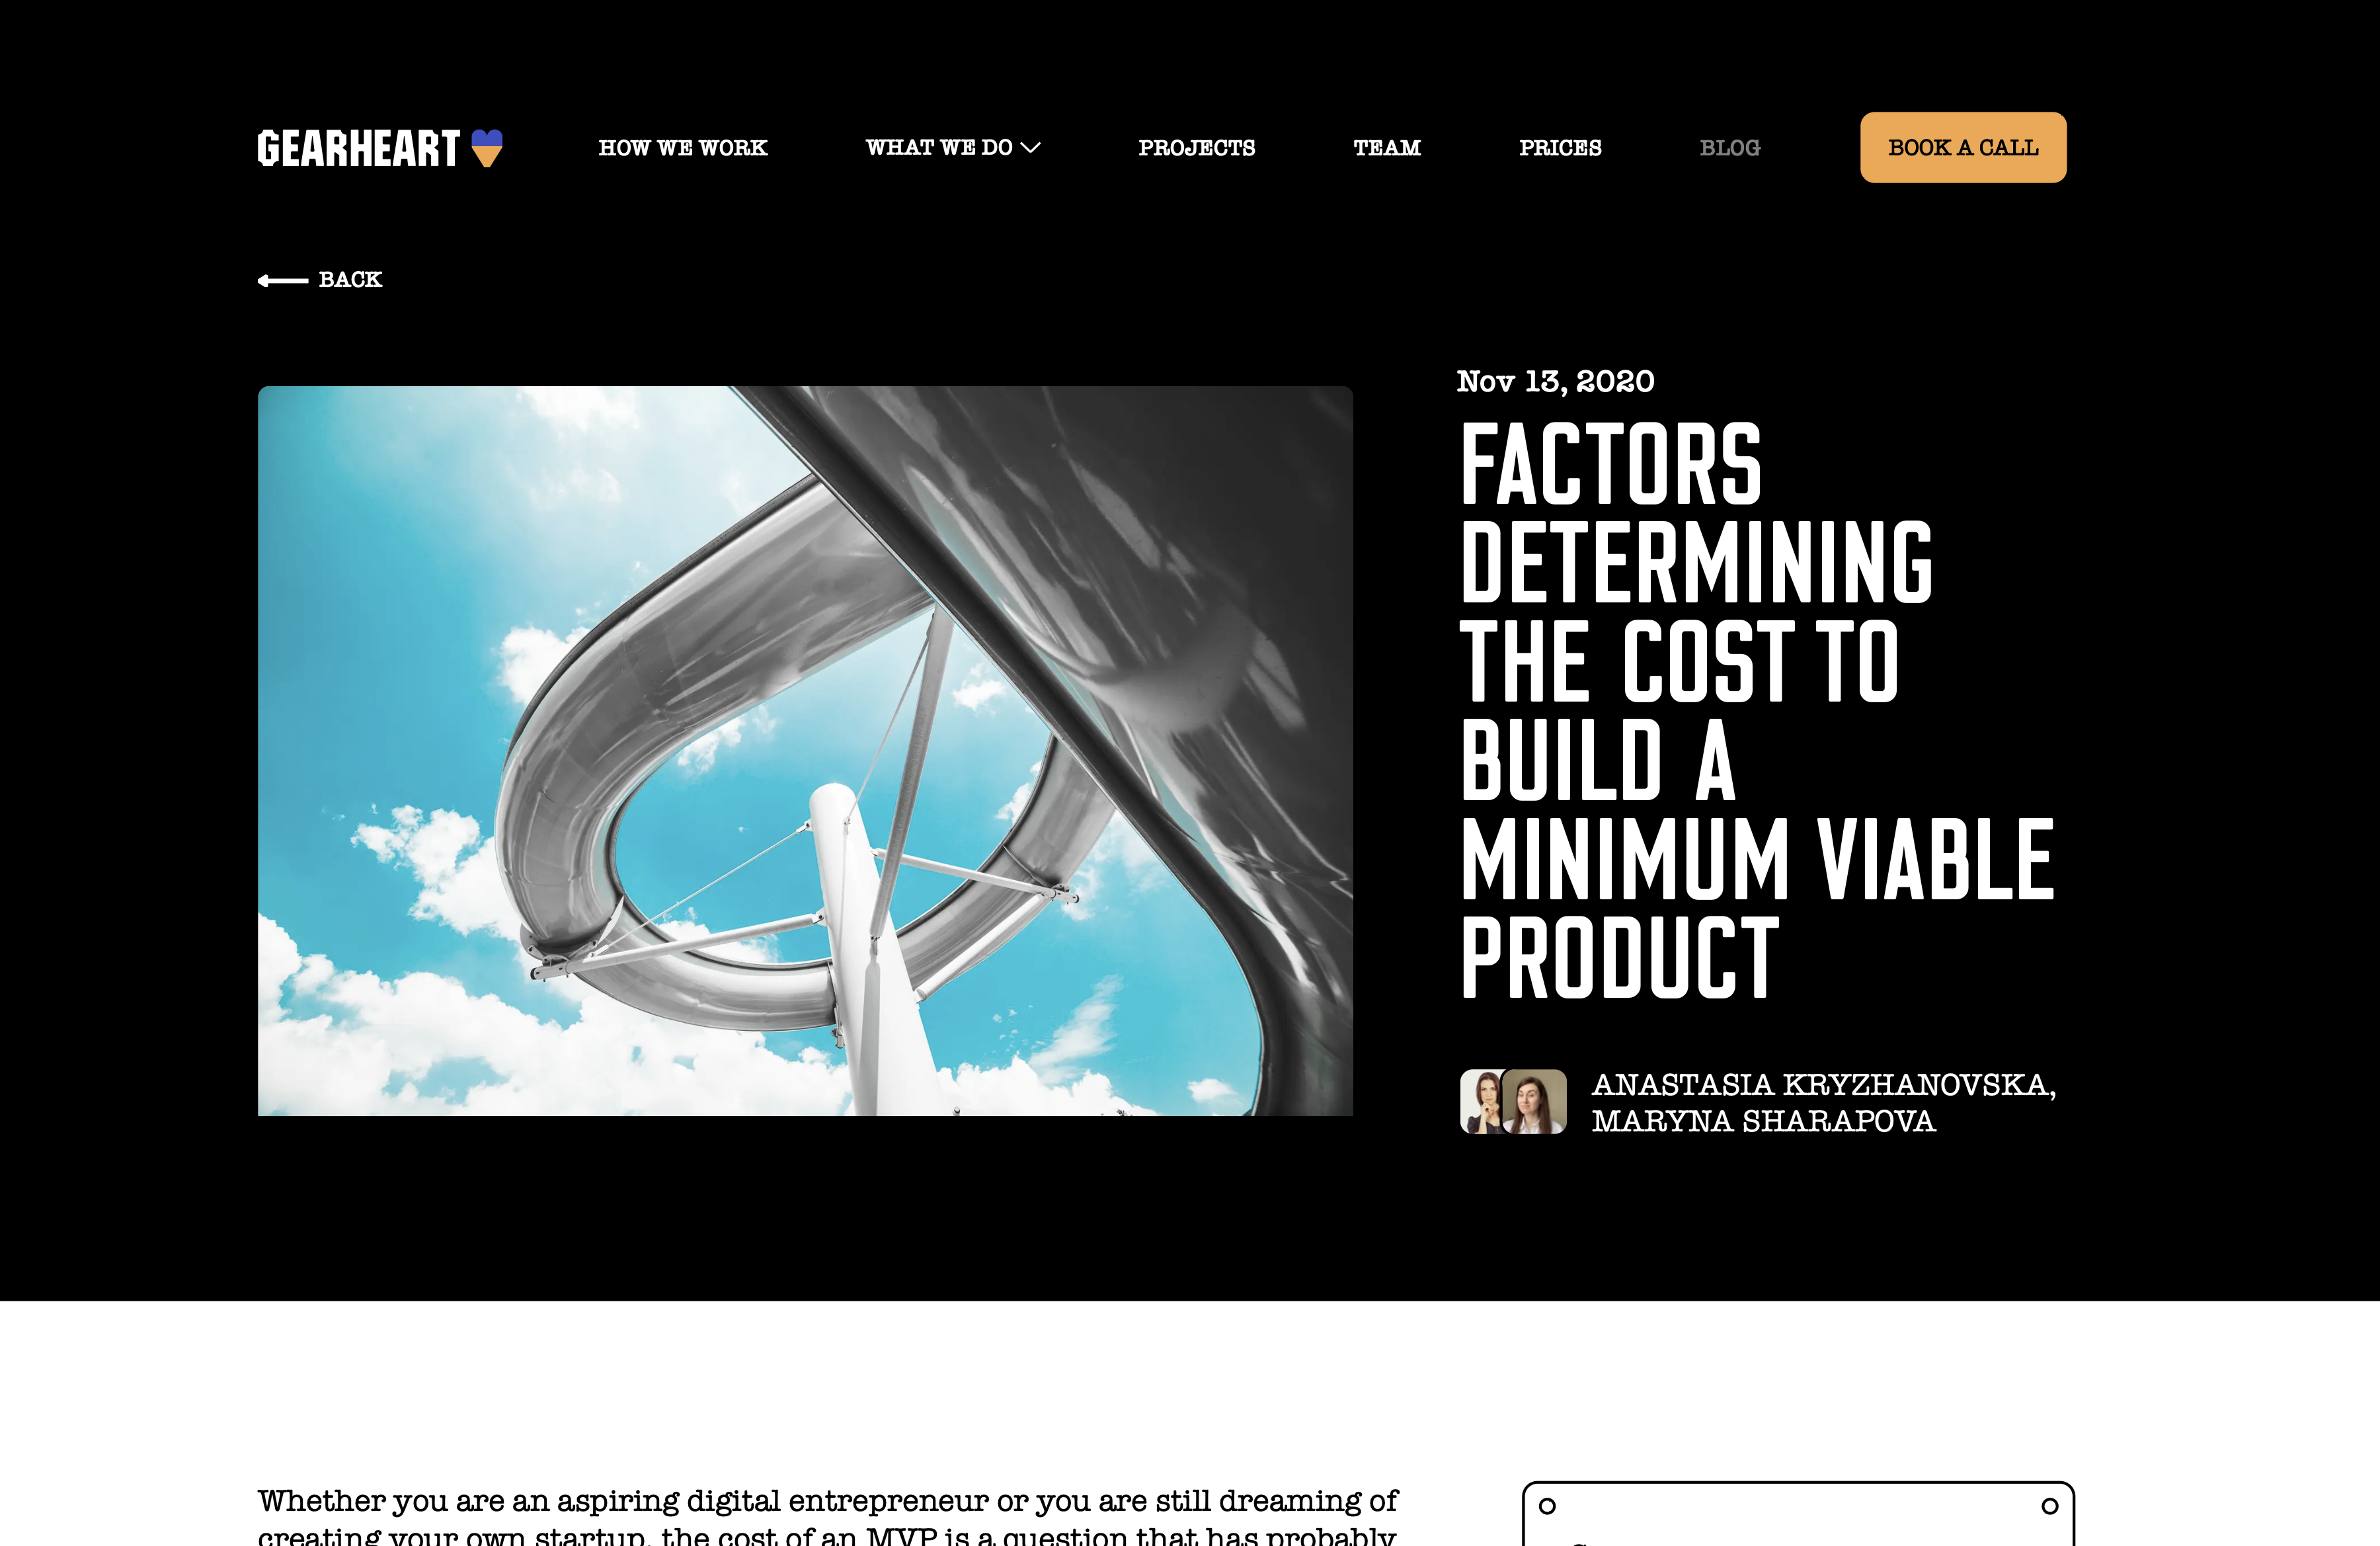 GEARHEART
HOW WE WORK
WHAT WE DO
PROJECTS
TEAM
PRICES
BLOG
BOOK A CALL
BACK
Nov 13, 2020
FACTORS
DETERMINING
THE COST TO
BUILD A
MINIMUM VIABLE
PRODUCT
ANASTASIA KRYZHANOVSKA,
MARYNA SHARAPOVA
Whether you are an aspiring digital entrepreneur or you are still dreaming of
creating your own startup, the cost of an MVP is a question that has probably